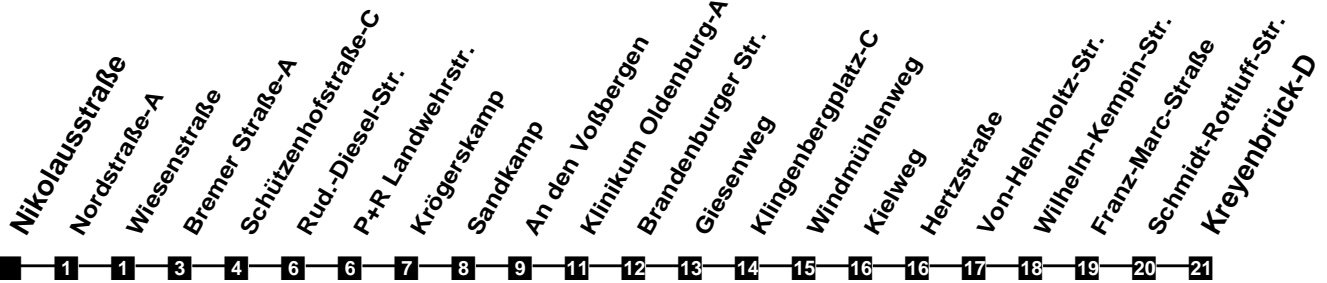 Nikolausstraße
Nordstraße-A
Wiesenstraße
Bremer Straße-A
Schützenhofstraße-C
Rud.-Diesel-Str.
P+R Landwehrstr.
Krögerskamp
Sandkamp
An den Voßbergen
Klinikum Oldenburg-A
Brandenburger Str.
Giesenweg
Klingenbergplatz-C
Windmühlenweg
Kielweg
Hertzstraße
Von-Helmholtz-Str.
Wilhelm-Kempin-Str.
Franz-Marc-Straße
Schmidt-Rottluff-Str.
Kreyenbrück-D
1 1 3 4 6 6 7 8 9 11 12 13 14 15 16 16 17 18 19 20 21